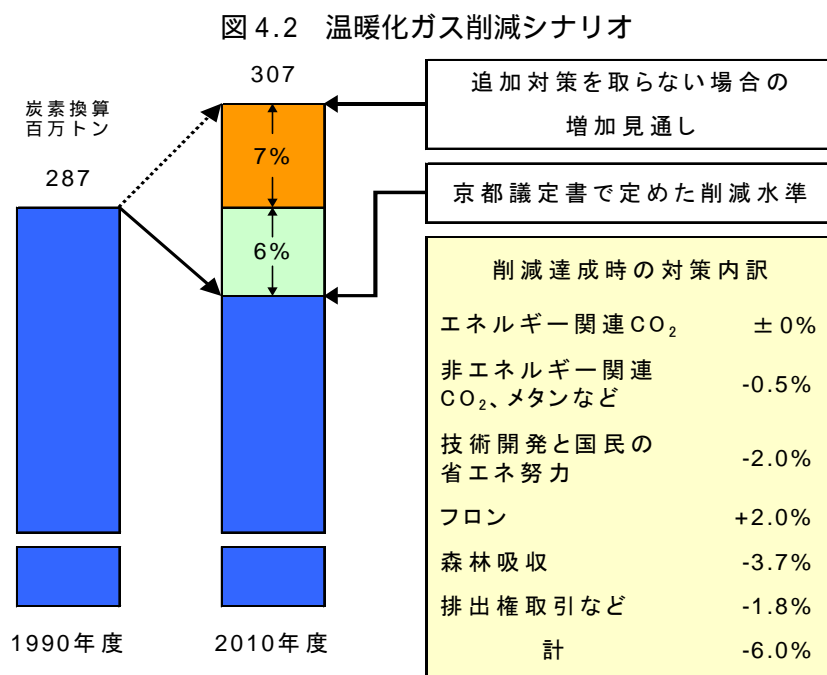 図4.2 温暖化ガス削減シナリオ
307
炭素換算
百万トン
287
7%
6%
追加対策を取らない場合の
増加見通し
京都議定書で定めた削減水準
削減達成時の対策内訳
エネルギー関連CO₂ ±0%
非エネルギー関連
CO₂、メタンなど -0.5%
技術開発と国民の
省エネ努力 -2.0%
フロン +2.0%
森林吸収 -3.7%
排出権取引など -1.8%
計 -6.0%
1990年度
2010年度